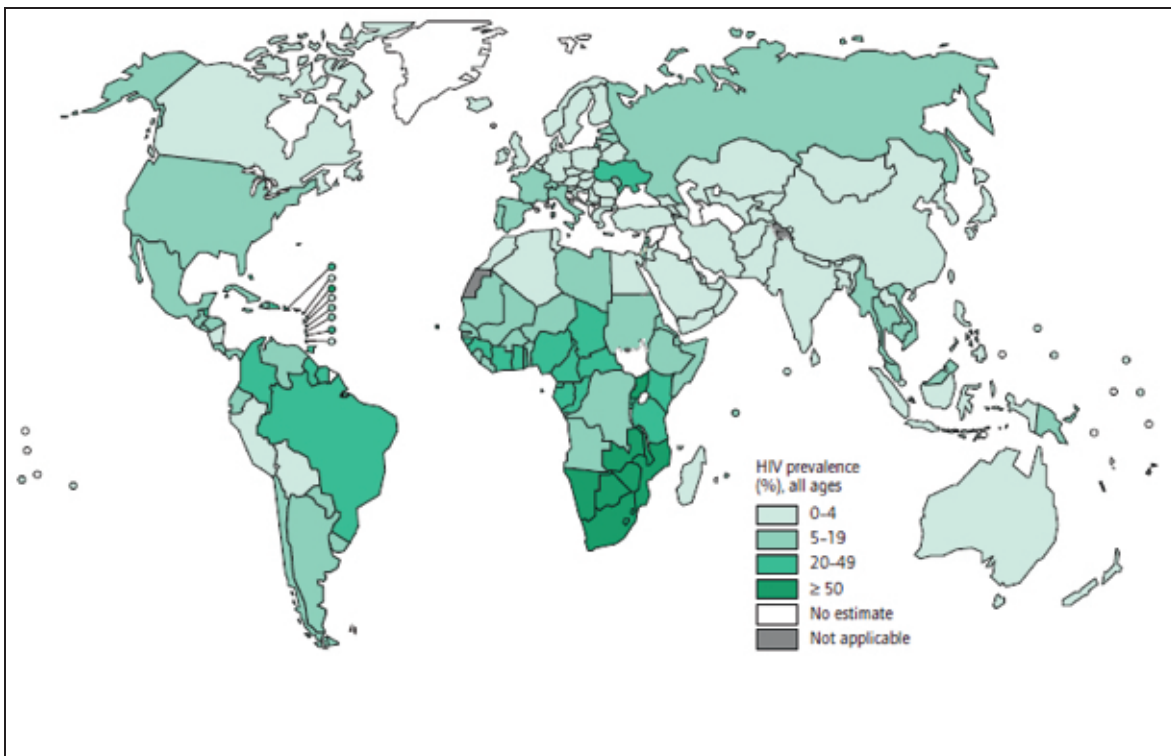 HIV prevalence
(%), all ages
0–4
5–19
20–49
≥ 50
No estimate
Not applicable